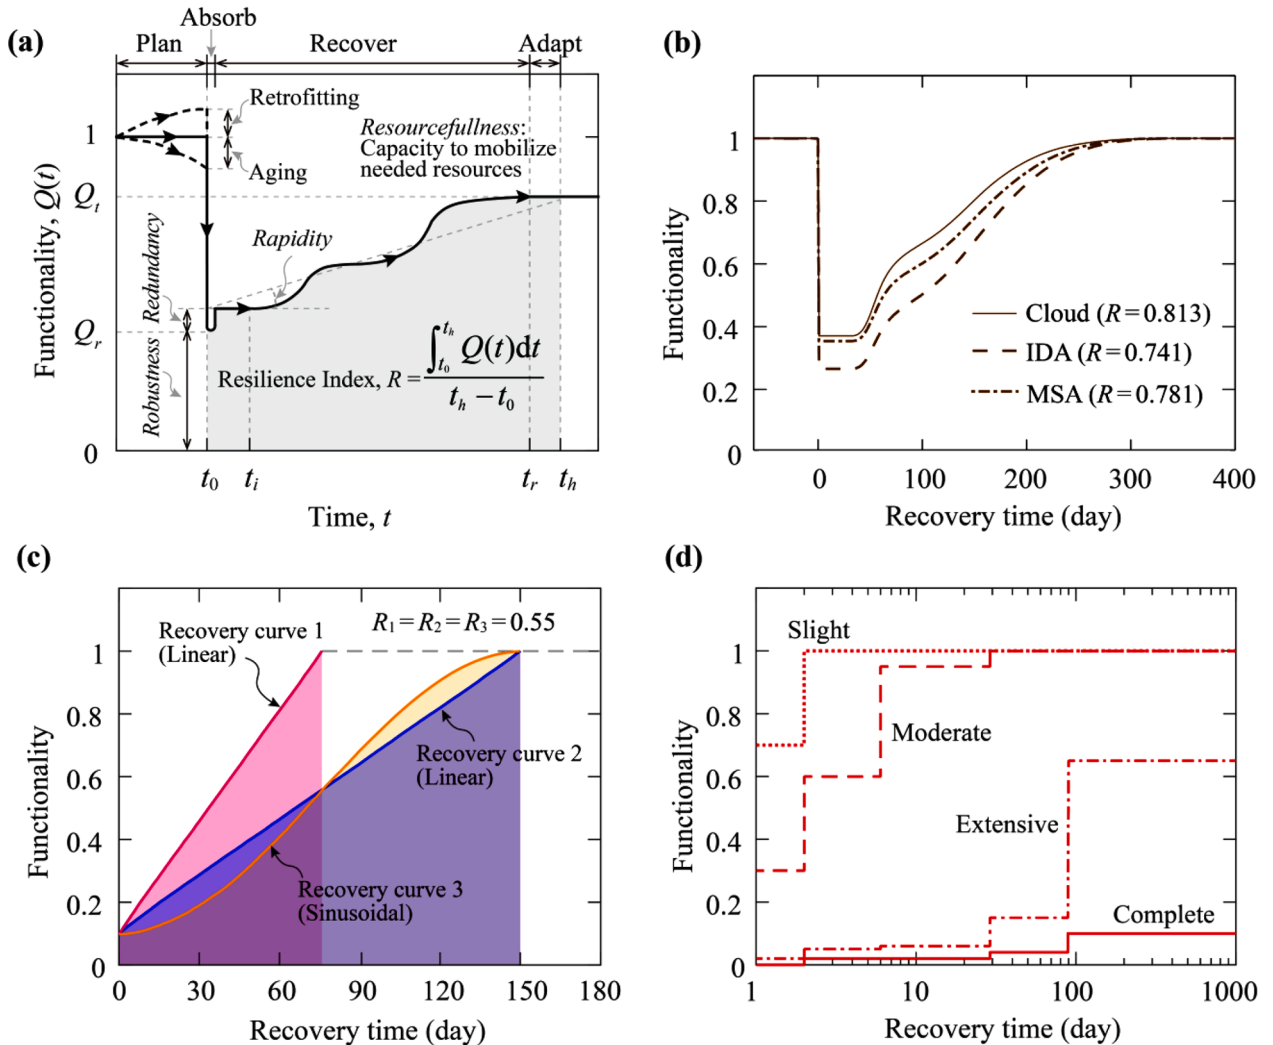 (a)
Absorb
Plan
Recover
Adapt
Retrofitting
Resourcefullness:
Capacity to mobilize
needed resources
Aging
Rapidity
Redundancy
Robustness
Resilience Index, R = ∫_{t_0}^{t_h} Q(t)dt / (t_h − t_0)
1
Q_t
Q_r
0
Functionality, Q(t)
t_0 t_i t_r t_h
Time, t
(b)
1
0.8
0.6
0.4
0.2
0
Functionality
Cloud (R=0.813)
IDA (R=0.741)
MSA (R=0.781)
0 100 200 300 400
Recovery time (day)
(c)
R1 = R2 = R3 = 0.55
Recovery curve 1
(Linear)
Recovery curve 2
(Linear)
Recovery curve 3
(Sinusoidal)
1
0.8
0.6
0.4
0.2
0
Functionality
0 30 60 90 120 150 180
Recovery time (day)
(d)
Slight
Moderate
Extensive
Complete
1
0.8
0.6
0.4
0.2
0
Functionality
1 10 100 1000
Recovery time (day)